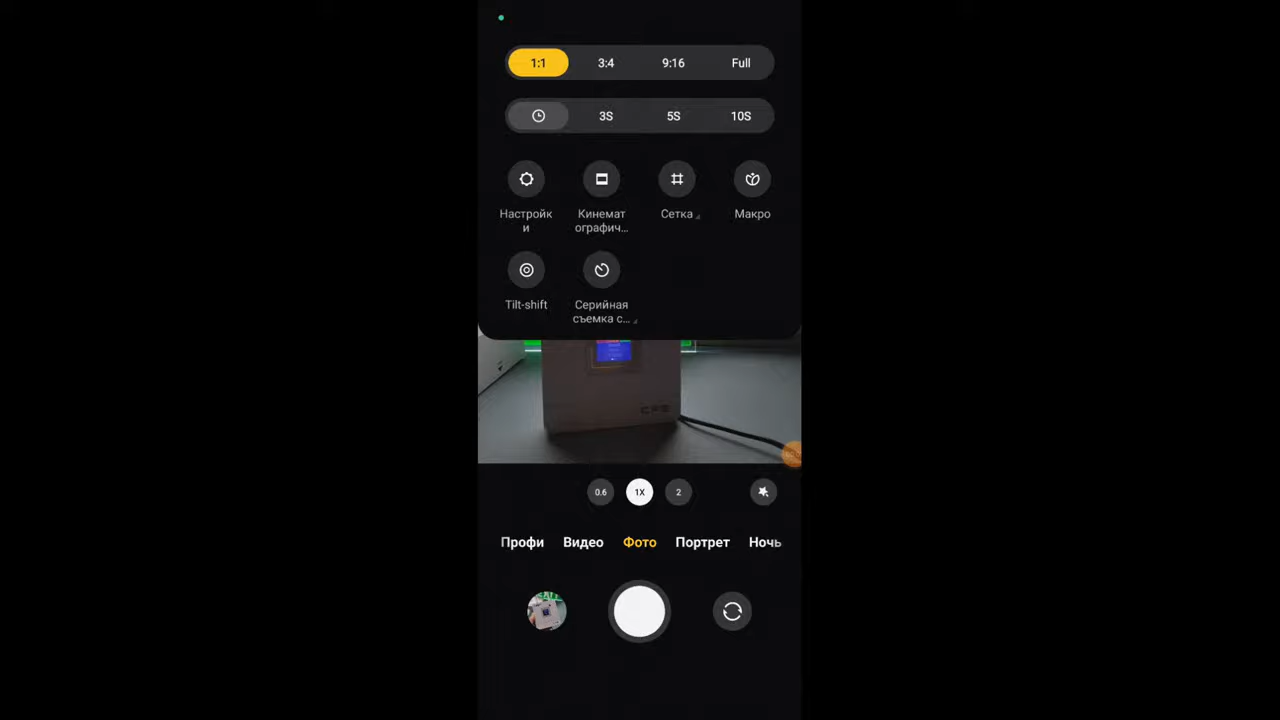 1:1 3:4 9:16 Full
3S 5S 10S
Настройк
и
Кинемат
ографич...
Сетка
Макро
Tilt-shift
Серийная
съемка с...
CFS
0.6 1X 2
Профи Видео Фото Портрет Ночь